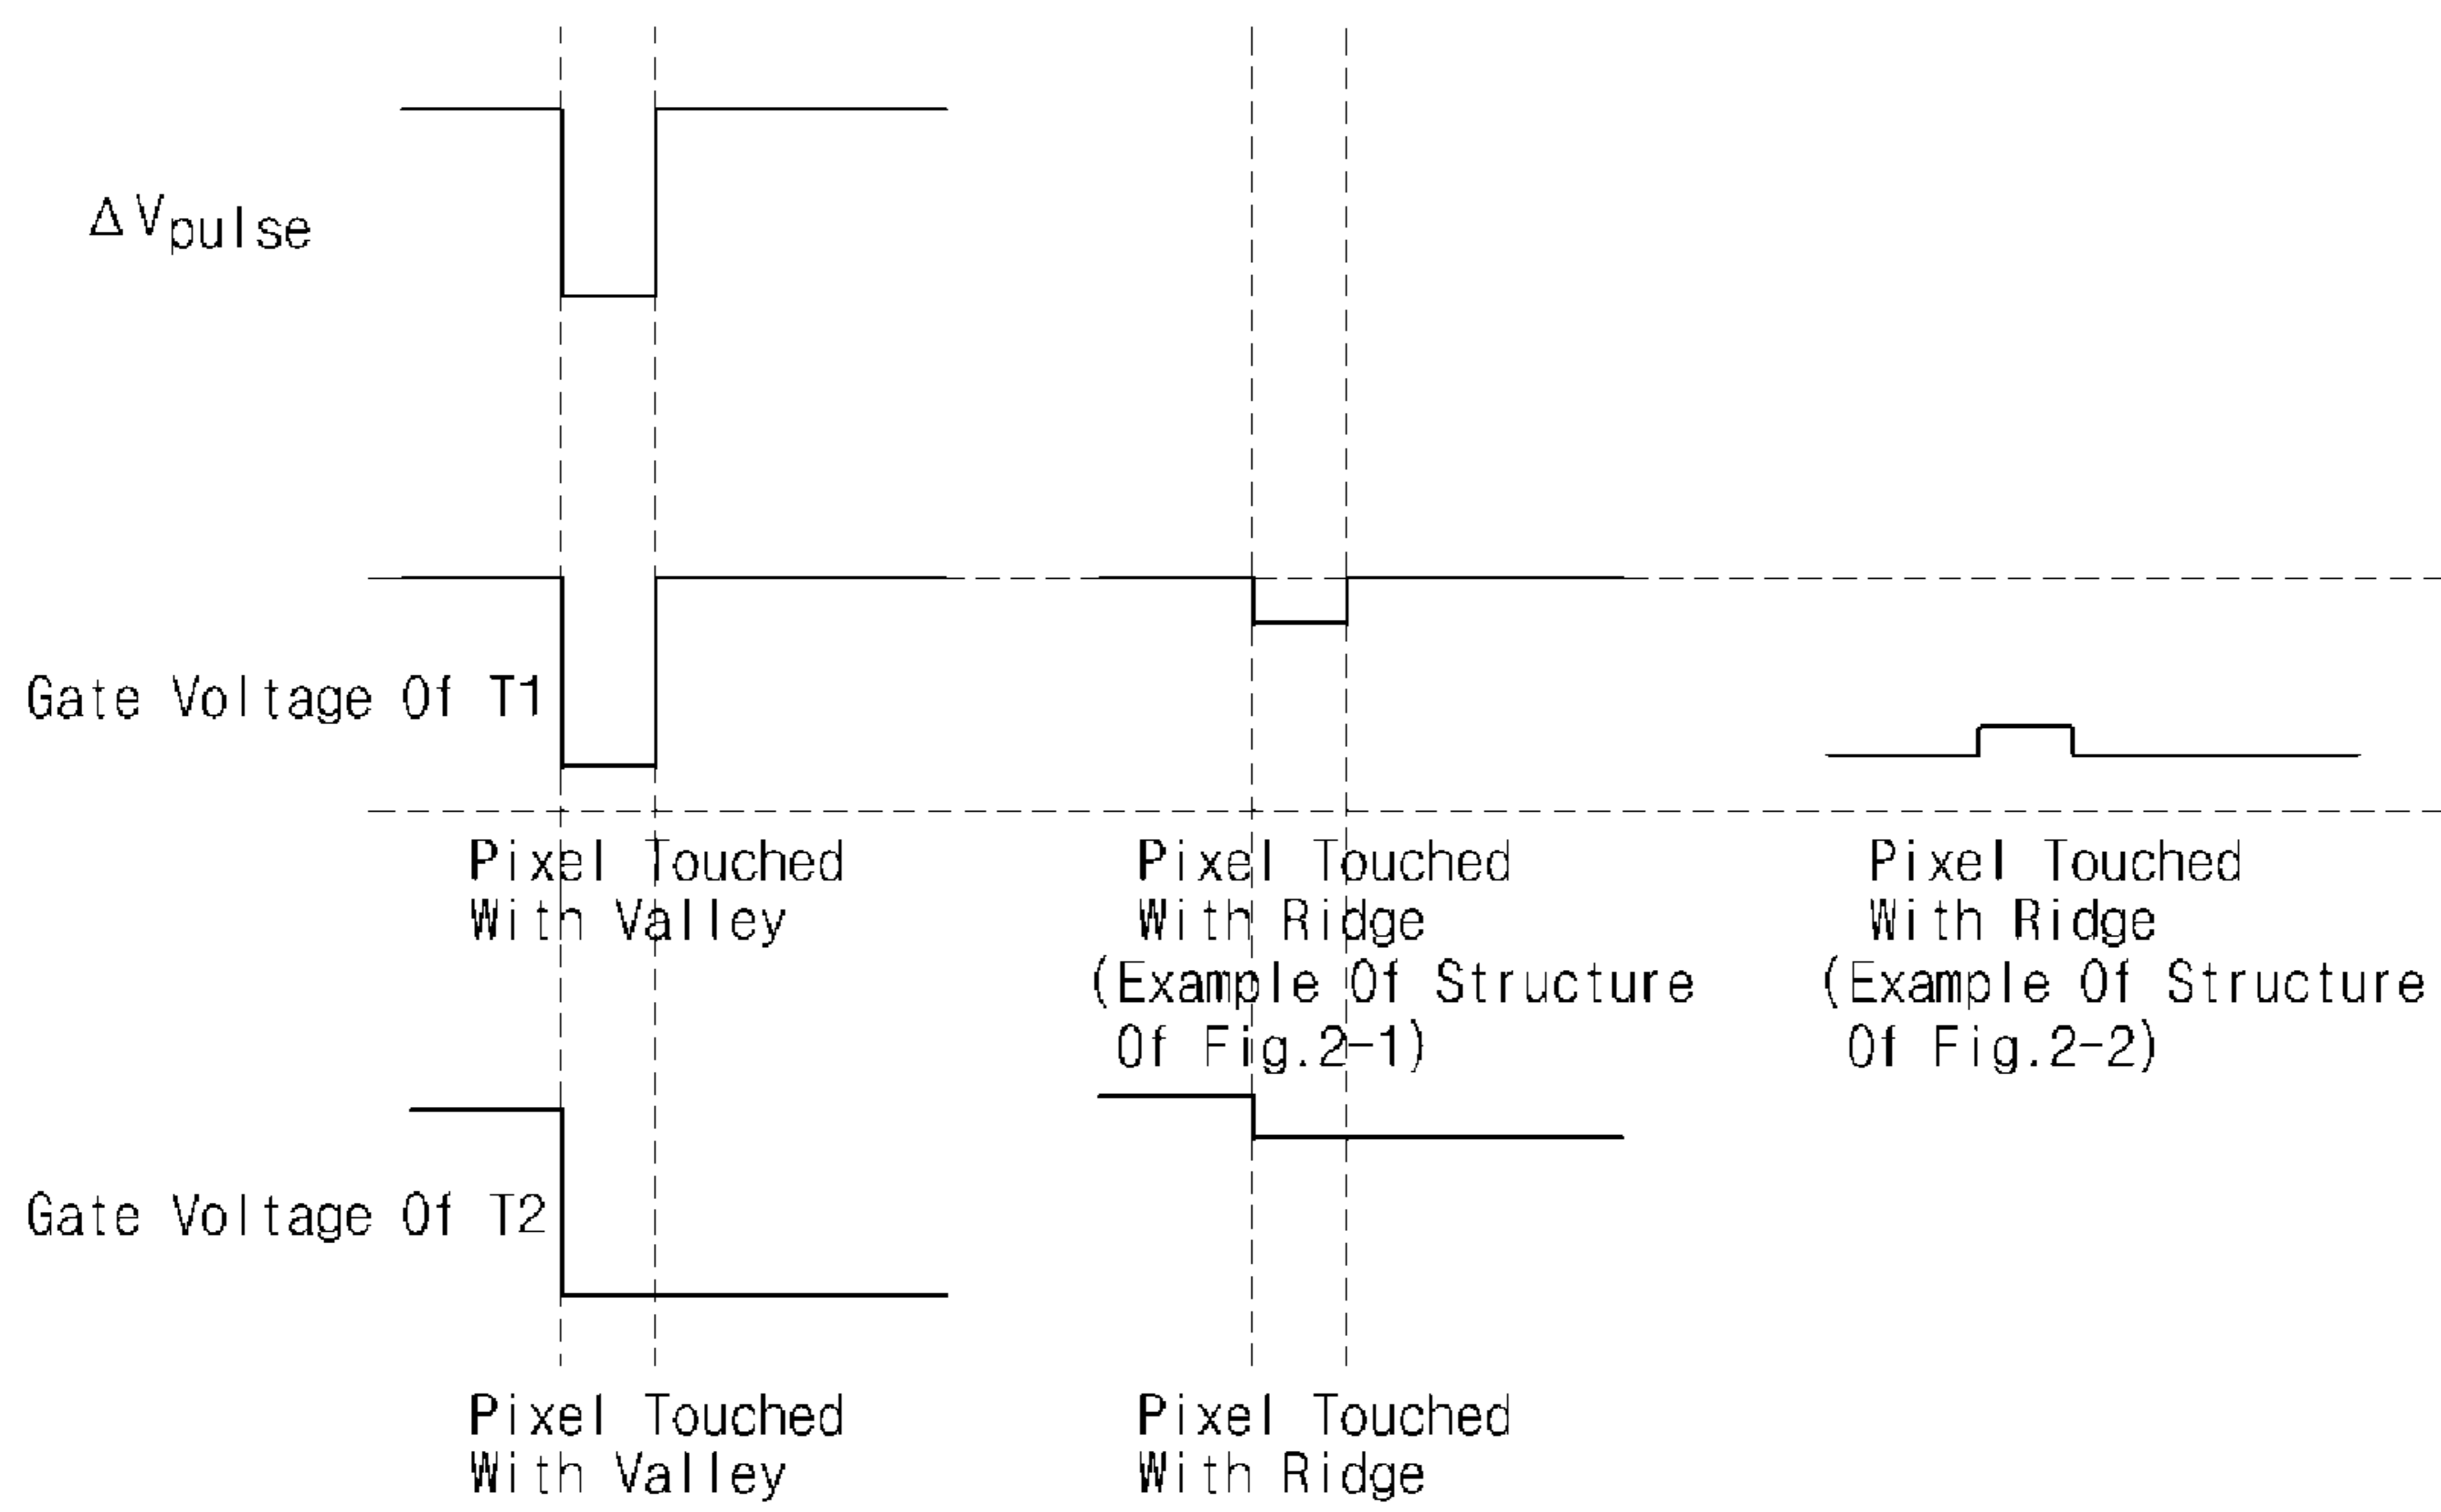 ΔVpulse
Gate Voltage Of T1
Pixel Touched
With Valley
Pixel Touched
With Ridge
(Example Of Structure
Of Fig.2-1)
Pixel Touched
With Ridge
(Example Of Structure
Of Fig.2-2)
Gate Voltage Of T2
Pixel Touched
With Valley
Pixel Touched
With Ridge